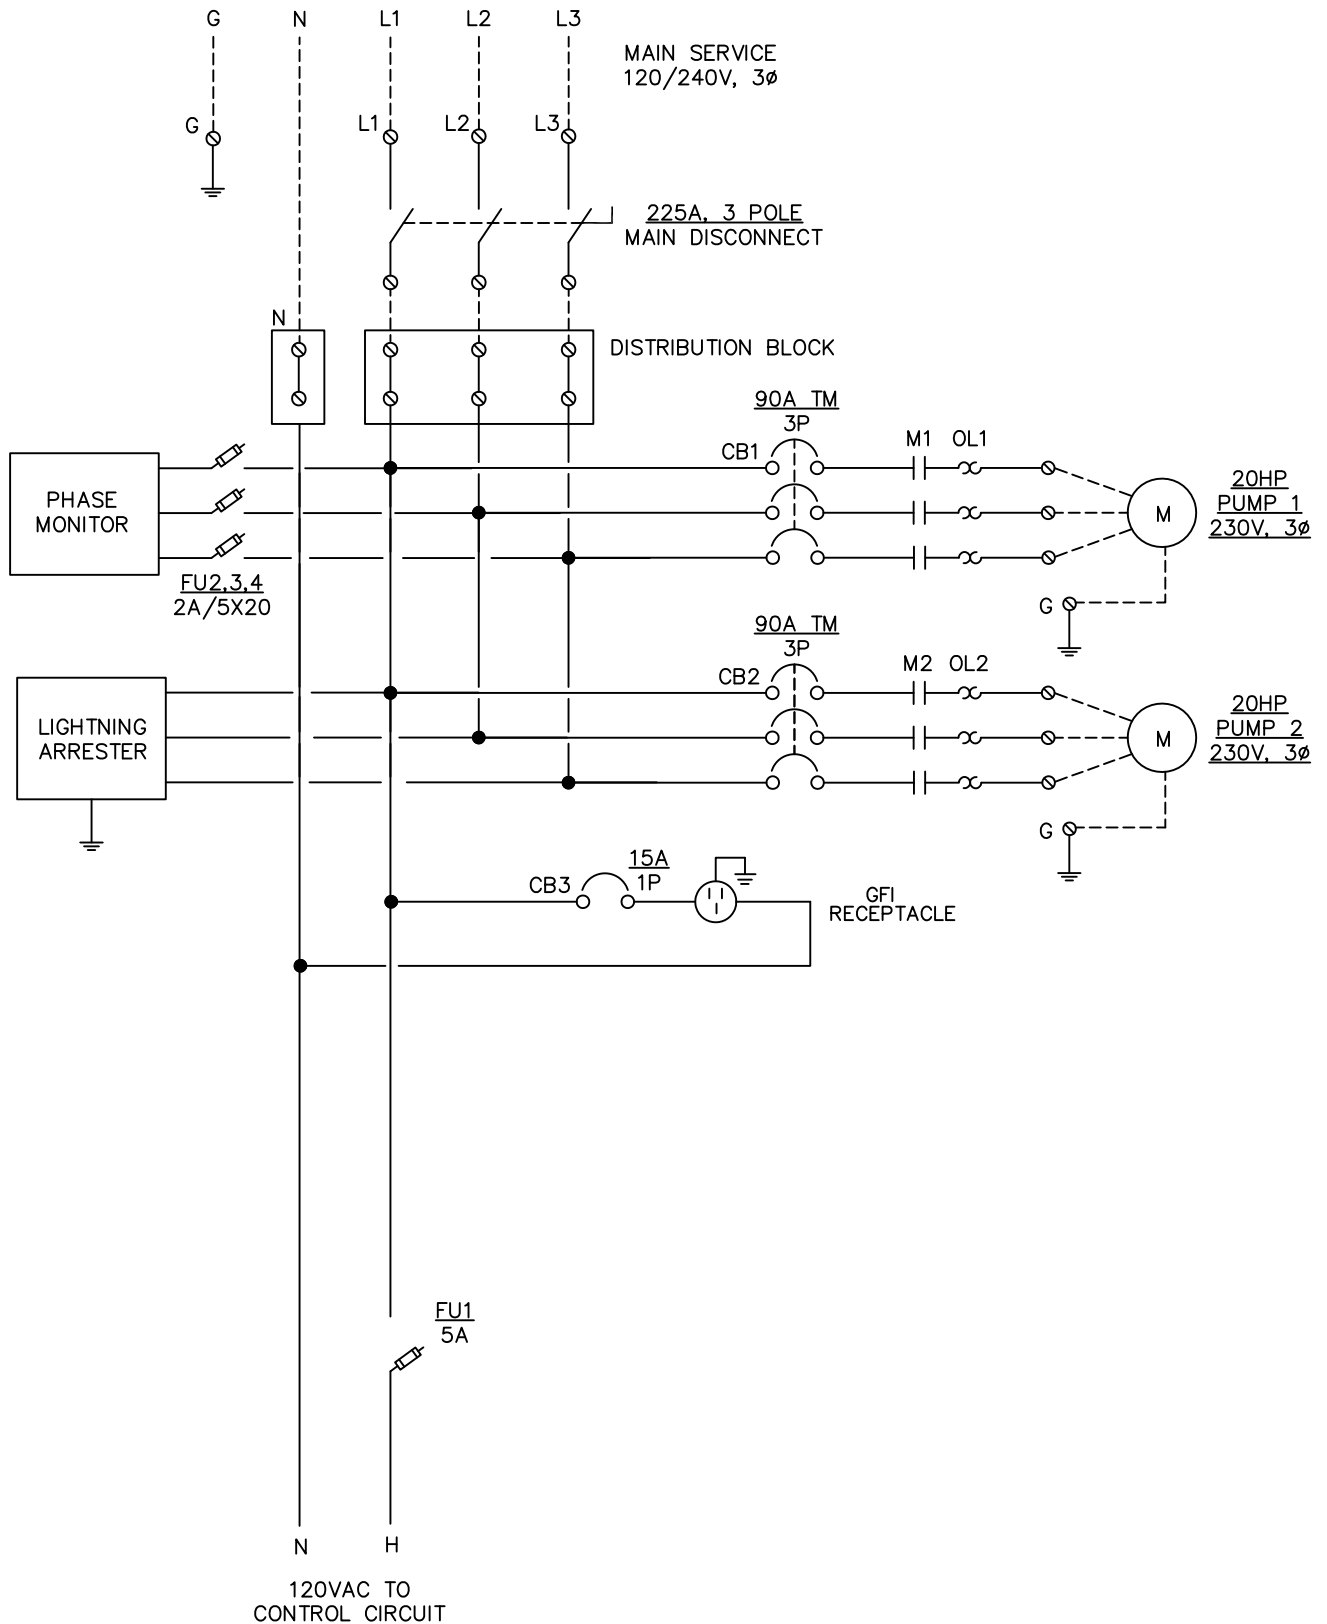 G N L1 L2 L3
MAIN SERVICE
120/240V, 3ø
G L1 L2 L3
225A, 3 POLE
MAIN DISCONNECT
N
DISTRIBUTION BLOCK
90A TM
3P
CB1 M1 OL1
PHASE
MONITOR
M
20HP
PUMP 1
230V, 3ø
FU2,3,4
2A/5X20
G
90A TM
3P
CB2 M2 OL2
LIGHTNING
ARRESTER
M
20HP
PUMP 2
230V, 3ø
G
15A
1P
CB3
GFI
RECEPTACLE
FU1
5A
N H
120VAC TO
CONTROL CIRCUIT